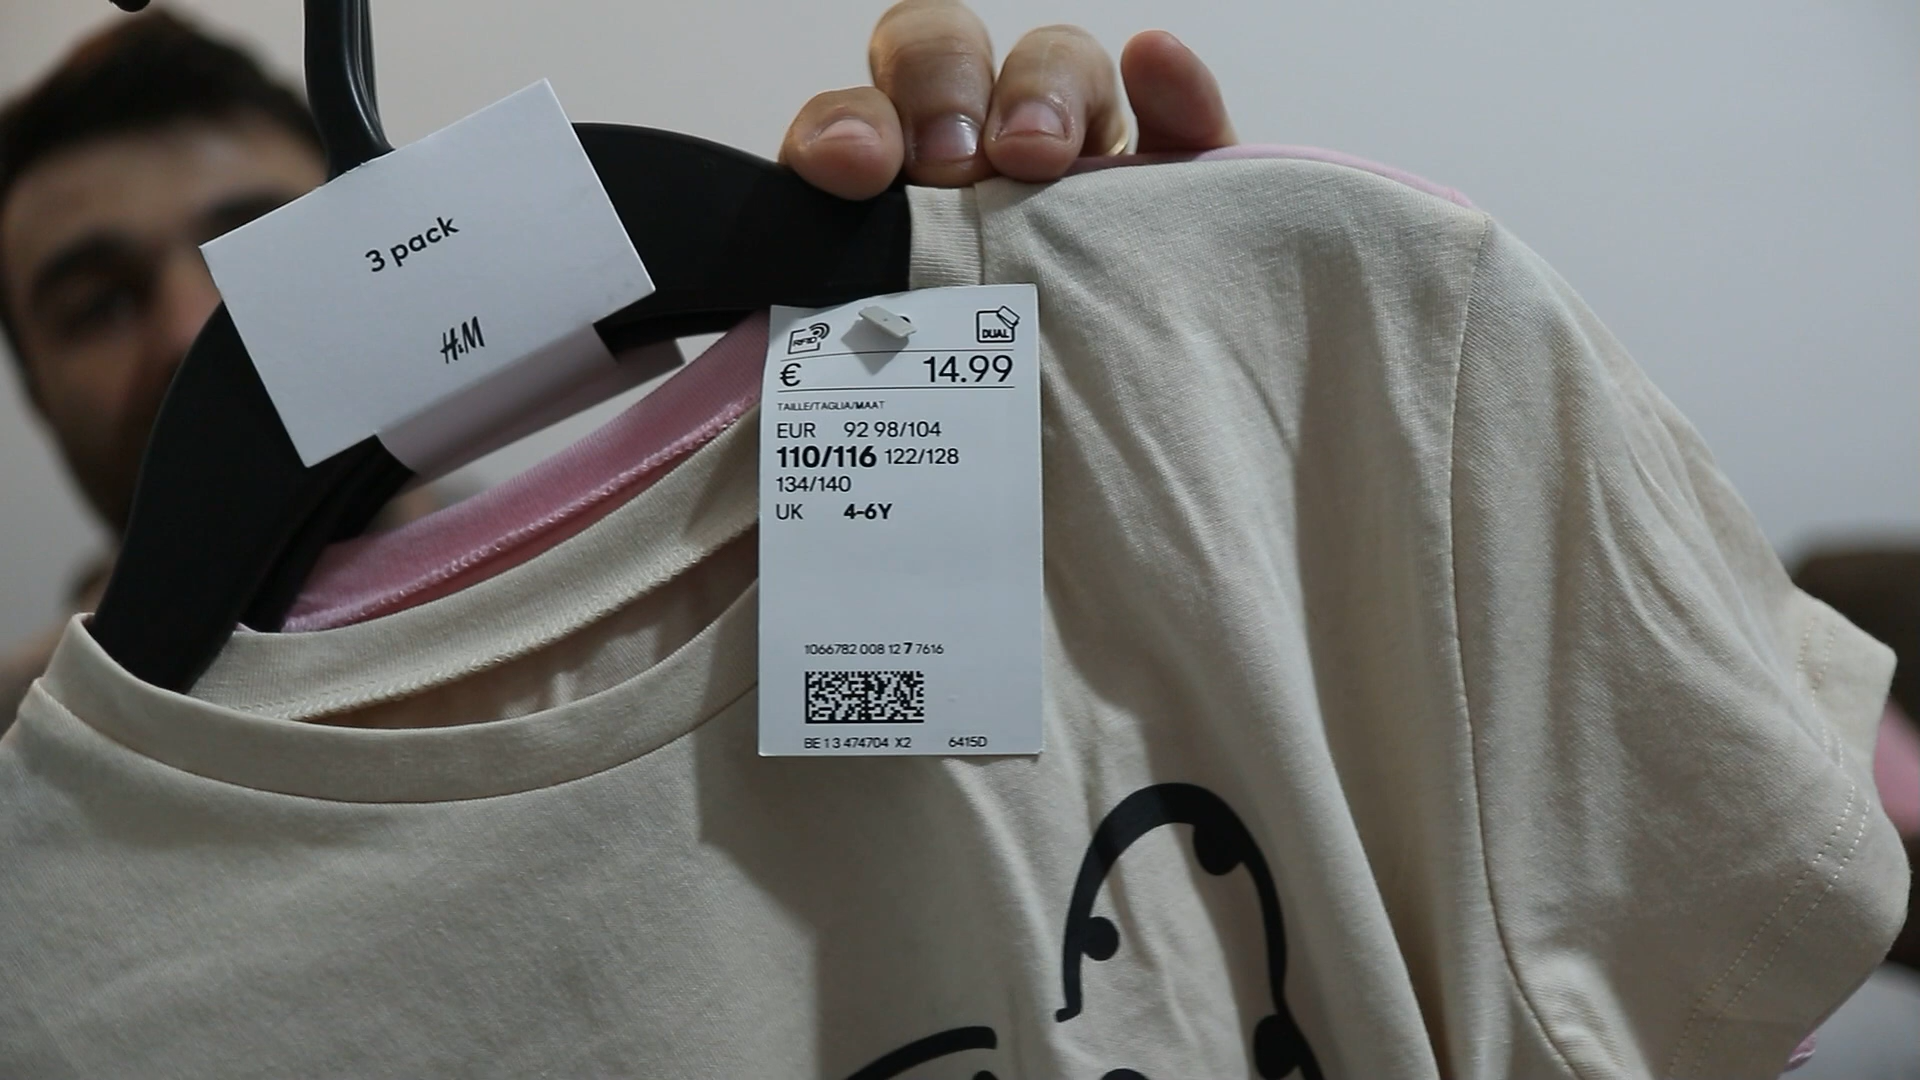 3 pack
H&M
RFID
DUAL
€ 14.99
TAILLE/TAGLIA/MAAT
EUR 92 98/104
110/116 122/128
134/140
UK 4-6Y
1066782 008 12 7 7616
BE 1 3 474704 X2 6415D